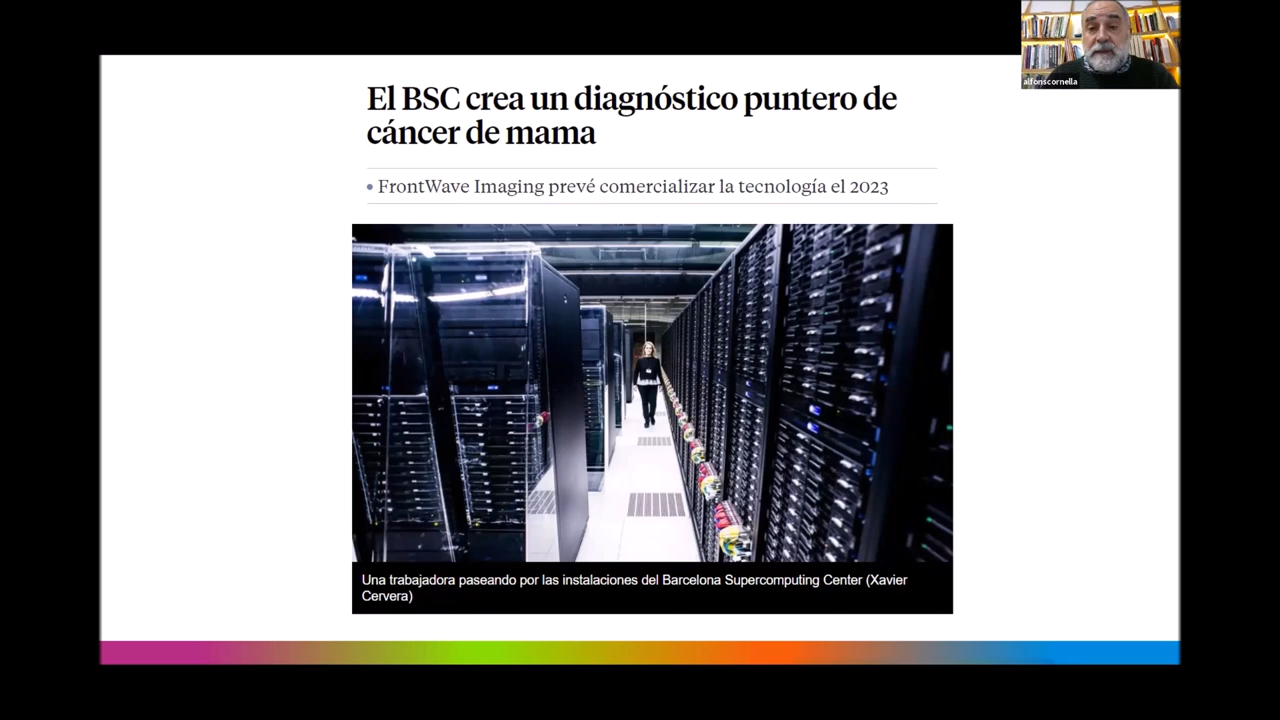 alfonscornella
El BSC crea un diagnóstico puntero de
cáncer de mama
• FrontWave Imaging prevé comercializar la tecnología el 2023
Una trabajadora paseando por las instalaciones del Barcelona Supercomputing Center (Xavier
Cervera)